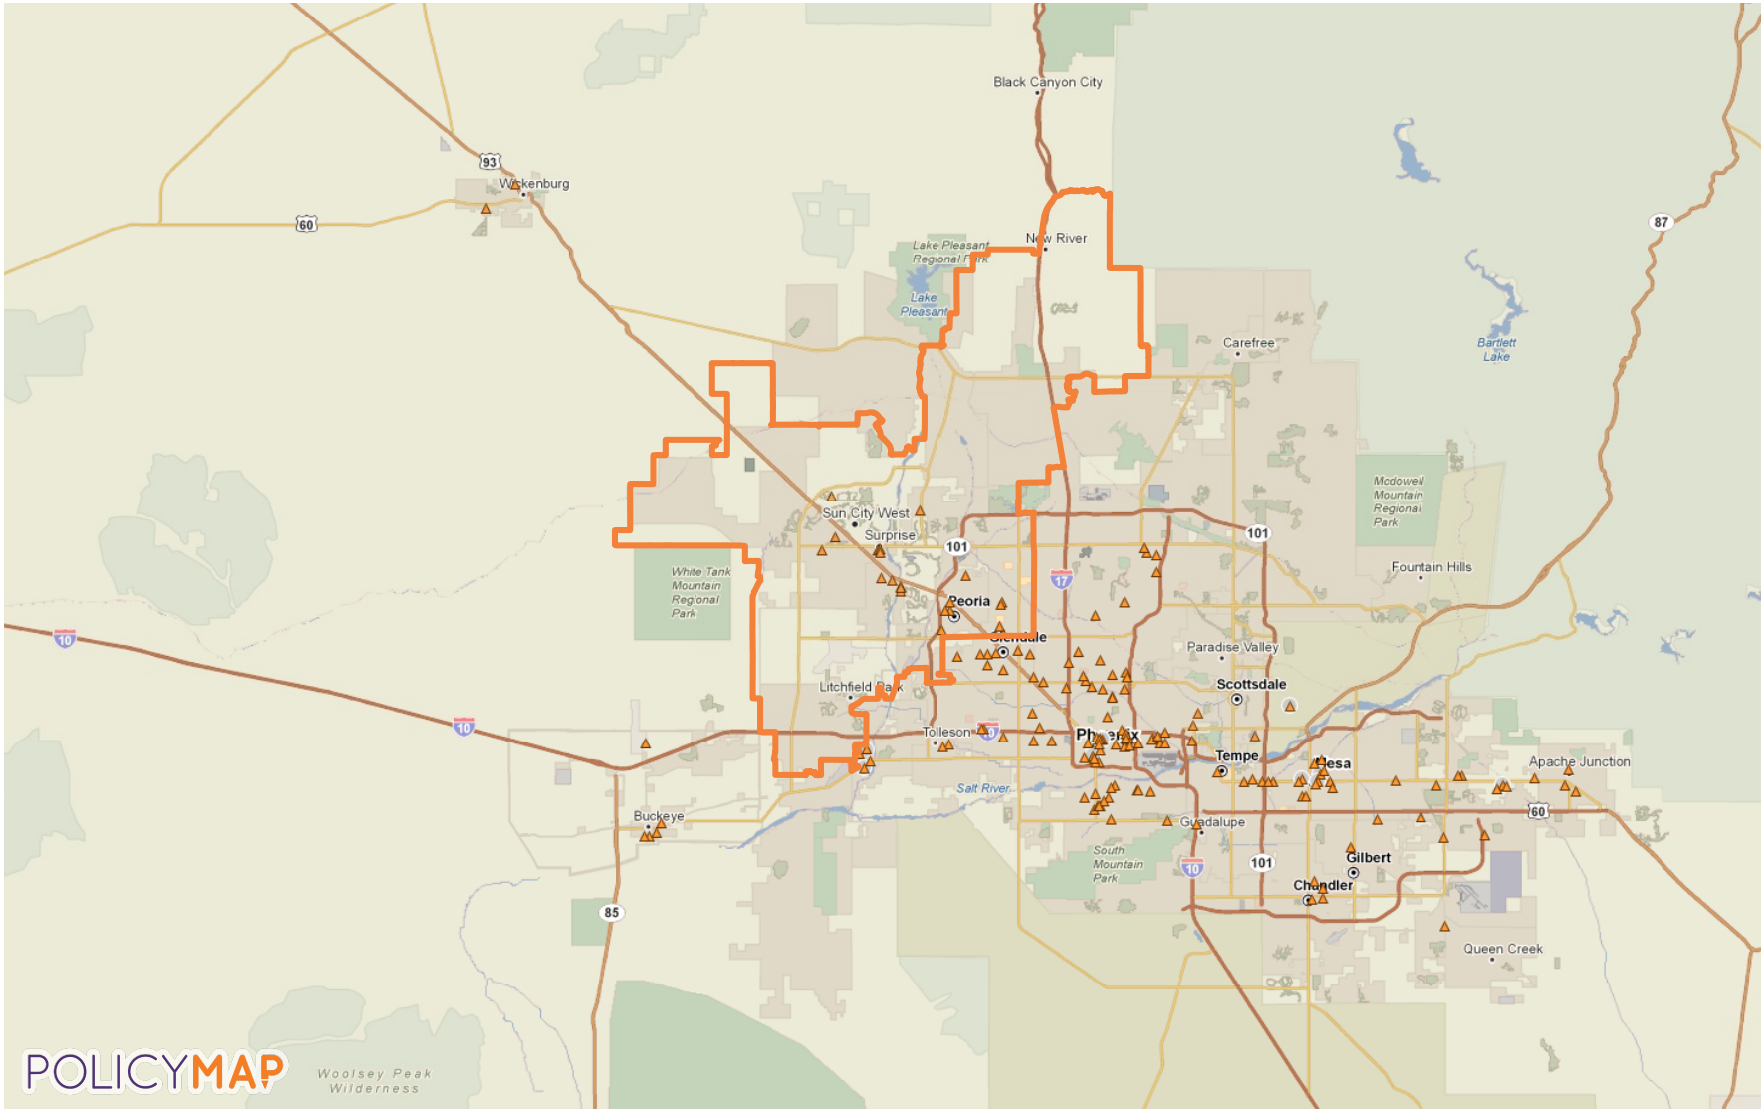 Black Canyon City
93
Wickenburg
60
87
New River
Lake Pleasant
Regional Park
Lake
Pleasant
Carefree
Bartlett
Lake
Mcdowell
Mountain
Regional
Park
Sun City West
Surprise
101
101
17
White Tank
Mountain
Regional
Park
Fountain Hills
Peoria
10
Glendale
Paradise Valley
Litchfield Park
Scottsdale
10
Tolleson
Phoenix
Tempe
Mesa
Apache Junction
Salt River
Buckeye
Guadalupe
60
South
Mountain
Park
10
101
Gilbert
Chandler
85
Queen Creek
POLICYMAP
Woolsey Peak
Wilderness